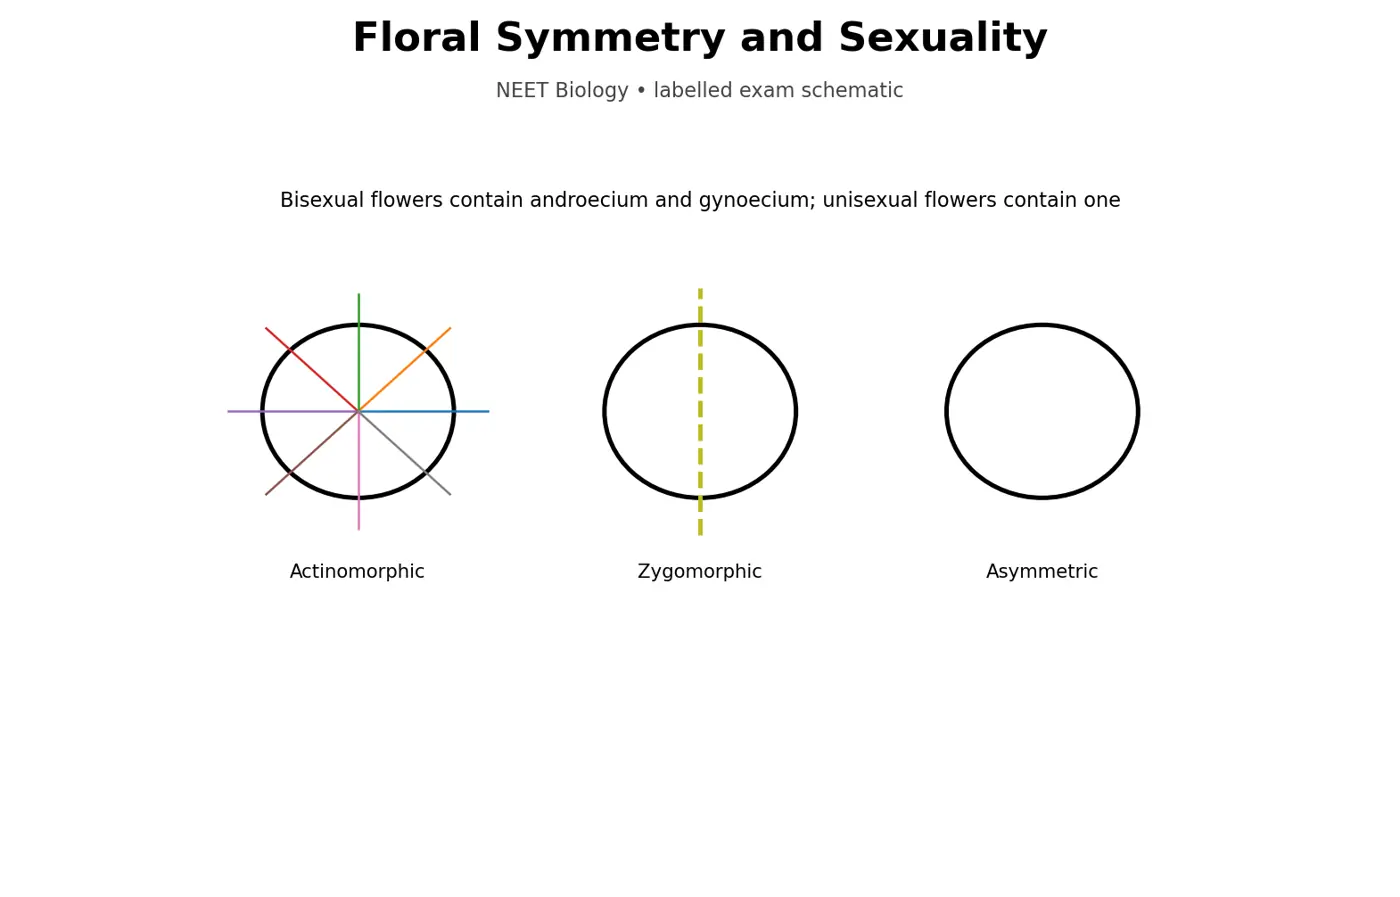 Floral Symmetry and Sexuality
NEET Biology • labelled exam schematic
Bisexual flowers contain androecium and gynoecium; unisexual flowers contain one
Actinomorphic
Zygomorphic
Asymmetric